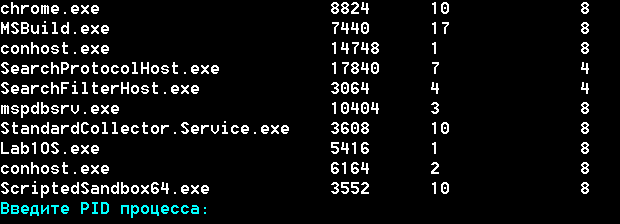 chrome.exe 8824 10 8
MSBuild.exe 7440 17 8
conhost.exe 14748 1 8
SearchProtocolHost.exe 17840 7 4
SearchFilterHost.exe 3064 4 4
mspdbsrv.exe 10404 3 8
StandardCollector.Service.exe 3608 10 8
Lab1OS.exe 5416 1 8
conhost.exe 6164 2 8
ScriptedSandbox64.exe 3552 10 8
Введите PID процесса: